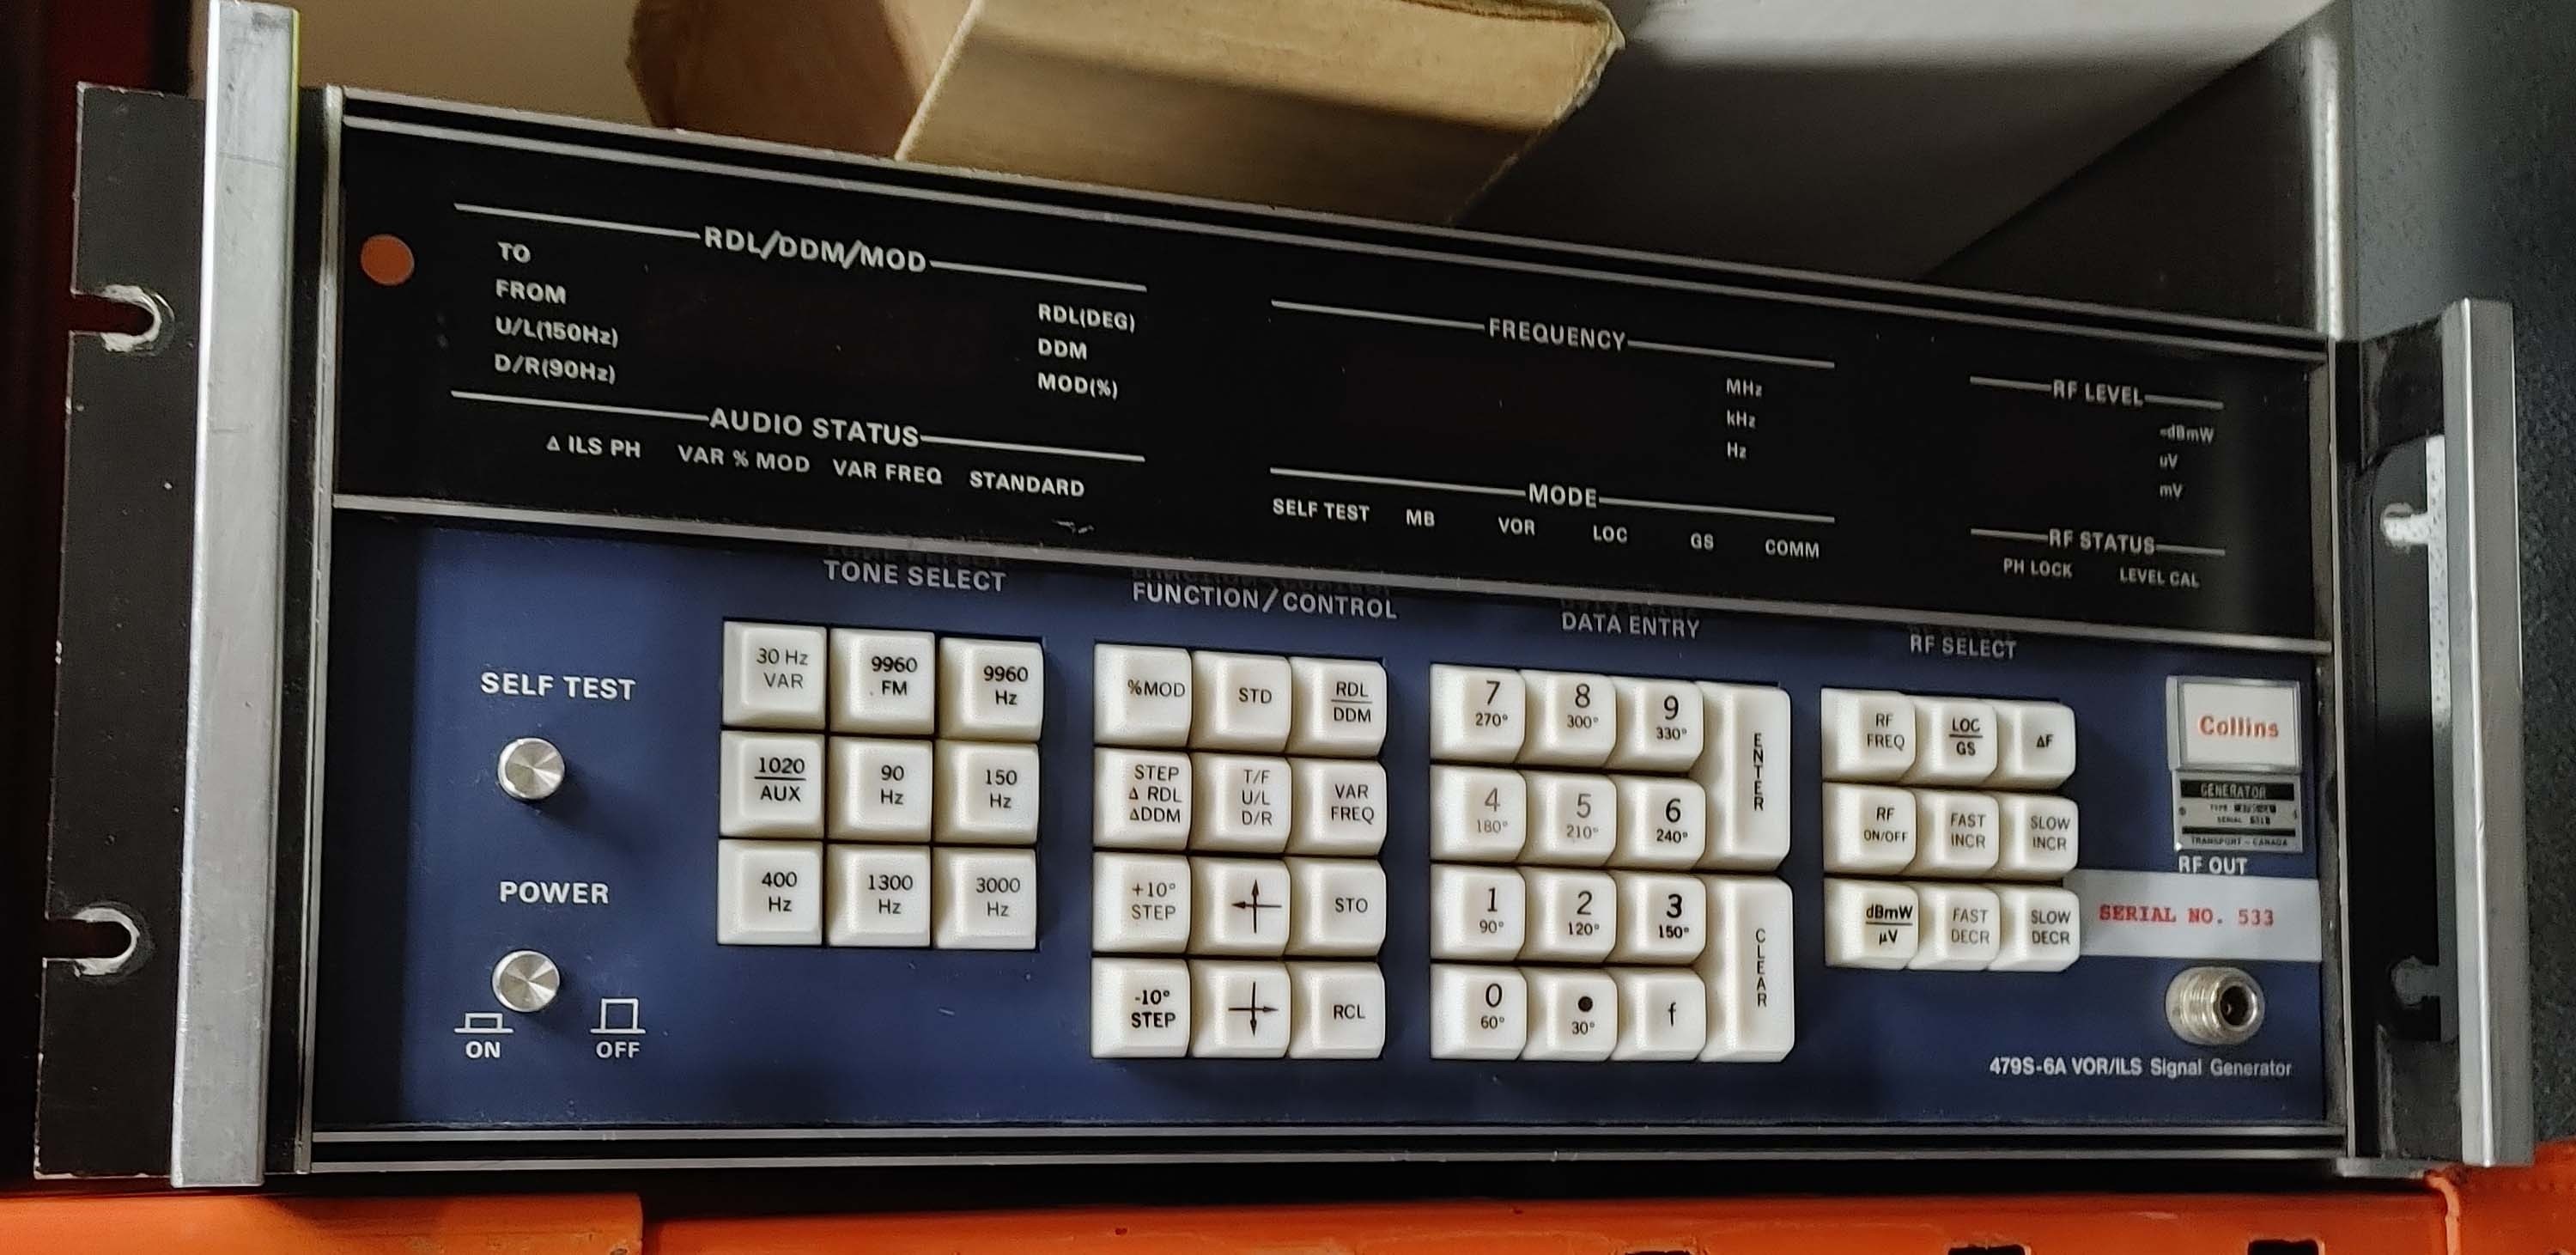 RDL/DDM/MOD
TO
FROM
U/L(150Hz)
D/R(90Hz)
RDL(DEG)
DDM
MOD(%)
AUDIO STATUS
Δ ILS PH VAR % MOD VAR FREQ STANDARD
FREQUENCY
MHz
kHz
Hz
MODE
SELF TEST MB VOR LOC GS COMM
RF LEVEL
-dBmW
uV
mV
RF STATUS
PH LOCK LEVEL CAL
SELF TEST
POWER
ON OFF
TONE SELECT
30 Hz
VAR
9960
FM
9960
Hz
1020
AUX
90
Hz
150
Hz
400
Hz
1300
Hz
3000
Hz
FUNCTION/CONTROL
%MOD
STD
RDL
DDM
STEP
Δ RDL
ΔDDM
T/F
U/L
D/R
VAR
FREQ
+10°
STEP
STO
-10°
STEP
RCL
DATA ENTRY
7
270°
8
300°
9
330°
ENTER
4
180°
5
210°
6
240°
1
90°
2
120°
3
150°
CLEAR
0
60°
•
30°
f
RF SELECT
RF
FREQ
LOC
GS
ΔF
RF
ON/OFF
FAST
INCR
SLOW
INCR
dBmW
μV
FAST
DECR
SLOW
DECR
Collins
GENERATOR
TYPE
SERIAL
TRANSPORT - CANADA
RF OUT
SERIAL NO. 533
479S-6A VOR/ILS Signal Generator